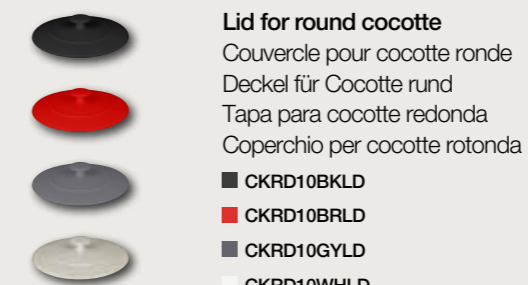 Lid for round cocotte
Couvercle pour cocotte ronde
Deckel für Cocotte rund
Tapa para cocotte redonda
Coperchio per cocotte rotonda
CKRD10BKLD
CKRD10BRLD
CKRD10GYLD
CKRD10WHLD